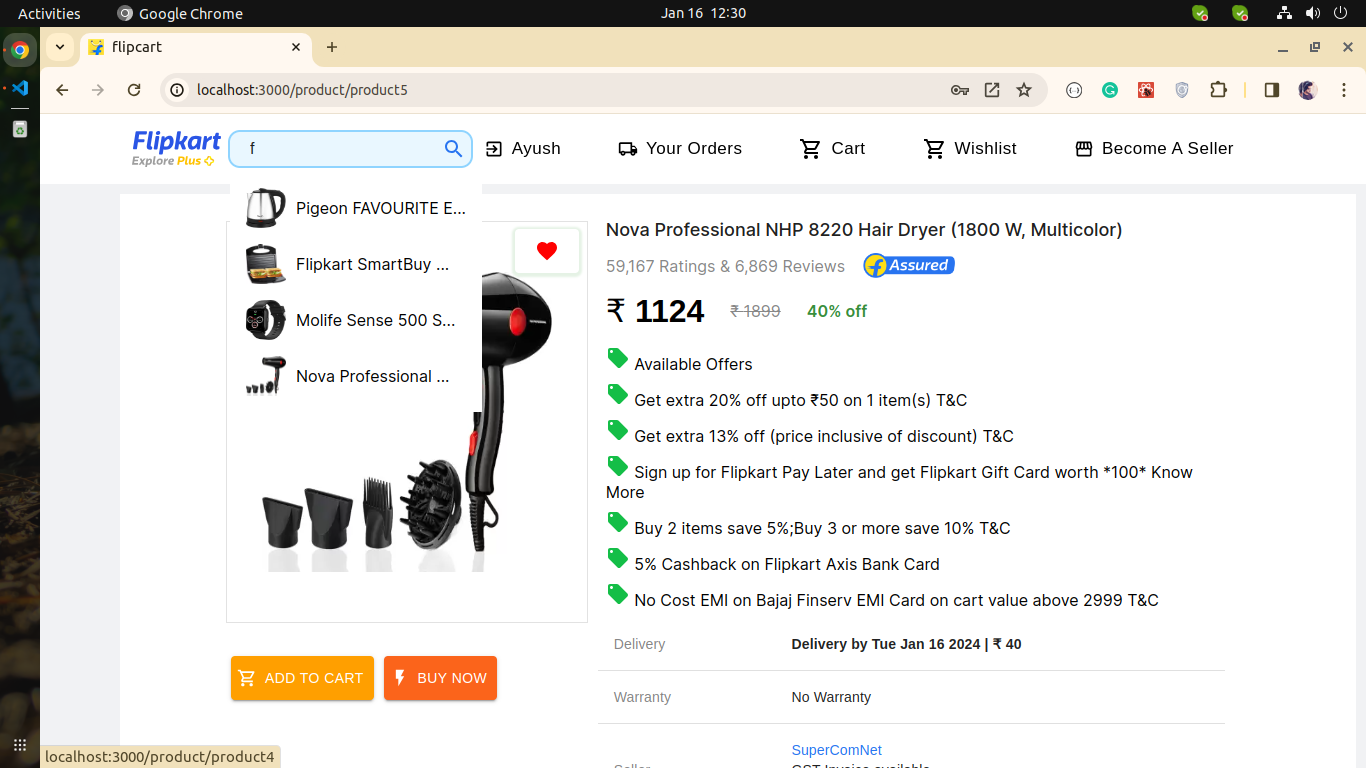 Activities Google Chrome Jan 16 12:30
flipcart
localhost:3000/product/product5
Flipkart
Explore Plus
f
Ayush
Your Orders
Cart
Wishlist
Become A Seller
Pigeon FAVOURITE E...
Flipkart SmartBuy ...
Molife Sense 500 S...
Nova Professional ...
ADD TO CART
BUY NOW
Nova Professional NHP 8220 Hair Dryer (1800 W, Multicolor)
59,167 Ratings & 6,869 Reviews Assured
₹ 1124 ₹ 1899 40% off
Available Offers
Get extra 20% off upto ₹50 on 1 item(s) T&C
Get extra 13% off (price inclusive of discount) T&C
Sign up for Flipkart Pay Later and get Flipkart Gift Card worth *100* Know
More
Buy 2 items save 5%;Buy 3 or more save 10% T&C
5% Cashback on Flipkart Axis Bank Card
No Cost EMI on Bajaj Finserv EMI Card on cart value above 2999 T&C
Delivery Delivery by Tue Jan 16 2024 | ₹ 40
Warranty No Warranty
SuperComNet
Seller GST Invoice available
localhost:3000/product/product4